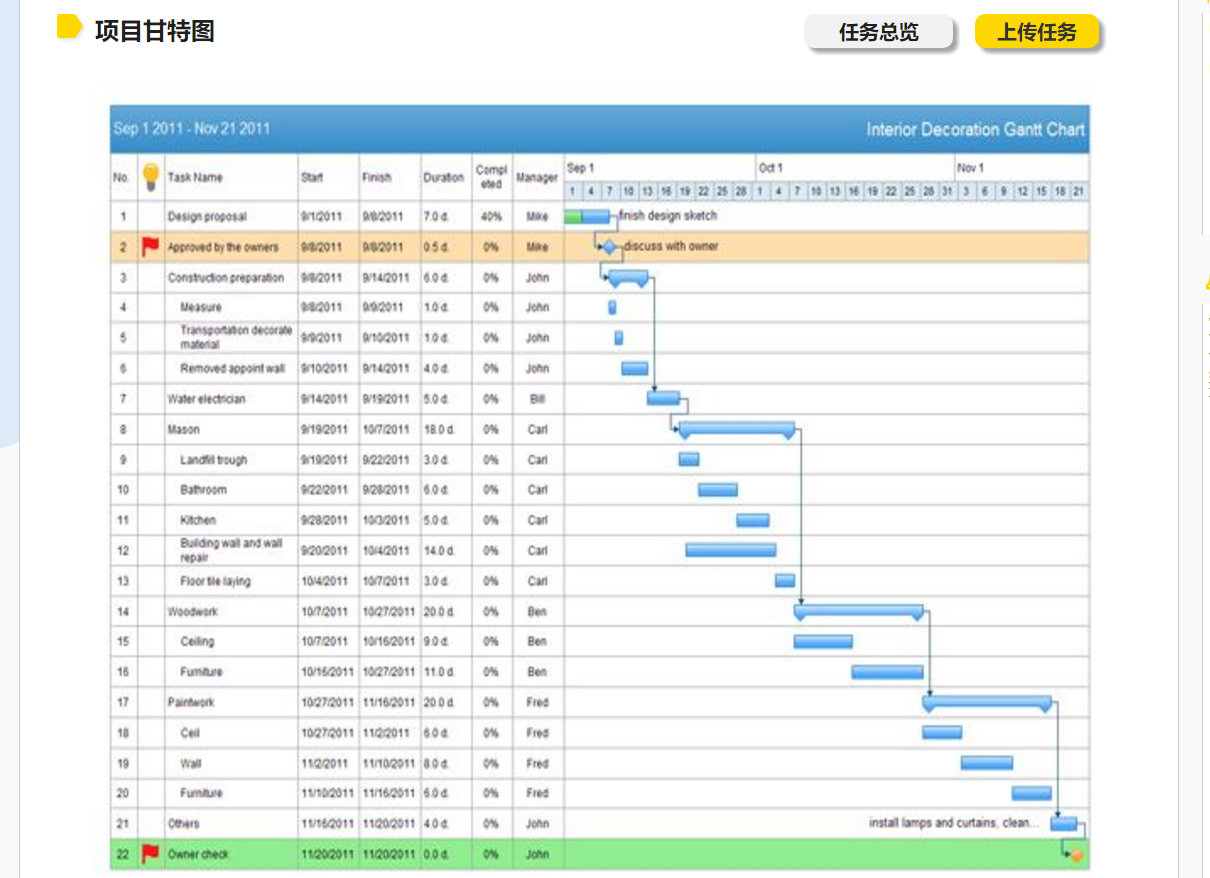 项目甘特图
任务总览
上传任务
Sep 1 2011 - Nov 21 2011
Interior Decoration Gantt Chart
No. Task Name Start Finish Duration Completed Manager
Sep 1 Oct 1 Nov 1
1 4 7 10 13 16 19 22 25 28 1 4 7 10 13 16 19 22 25 28 31 3 6 9 12 15 18 21
1 Design proposal 9/1/2011 9/8/2011 7.0 d. 40% Mike finish design sketch
2 Approved by the owners 9/8/2011 9/8/2011 0.5 d. 0% Mike discuss with owner
3 Construction preparation 9/8/2011 9/14/2011 6.0 d. 0% John
4 Measure 9/8/2011 9/9/2011 1.0 d. 0% John
5 Transportation decorate material 9/9/2011 9/10/2011 1.0 d. 0% John
6 Removed appoint wall 9/10/2011 9/14/2011 4.0 d. 0% John
7 Water electrician 9/14/2011 9/19/2011 5.0 d. 0% Bill
8 Mason 9/19/2011 10/7/2011 18.0 d. 0% Carl
9 Landfill trough 9/19/2011 9/22/2011 3.0 d. 0% Carl
10 Bathroom 9/22/2011 9/28/2011 6.0 d. 0% Carl
11 Kitchen 9/28/2011 10/3/2011 5.0 d. 0% Carl
12 Building wall and wall repair 9/20/2011 10/4/2011 14.0 d. 0% Carl
13 Floor tile laying 10/4/2011 10/7/2011 3.0 d. 0% Carl
14 Woodwork 10/7/2011 10/27/2011 20.0 d. 0% Ben
15 Ceiling 10/7/2011 10/16/2011 9.0 d. 0% Ben
16 Furniture 10/16/2011 10/27/2011 11.0 d. 0% Ben
17 Paintwork 10/27/2011 11/16/2011 20.0 d. 0% Fred
18 Ceil 10/27/2011 11/2/2011 6.0 d. 0% Fred
19 Wall 11/2/2011 11/10/2011 8.0 d. 0% Fred
20 Furniture 11/10/2011 11/16/2011 6.0 d. 0% Fred
21 Others 11/16/2011 11/20/2011 4.0 d. 0% John install lamps and curtains, clean...
22 Owner check 11/20/2011 11/20/2011 0.0 d. 0% John